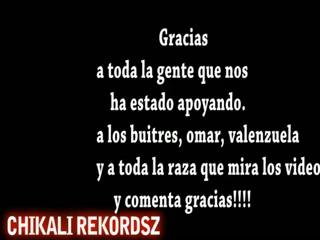 Gracias
a toda la gente que nos
ha estado apoyando.
a los buitres, omar, valenzuela
y a toda la raza que mira los video
y comenta gracias!!!!
CHIKALI REKORDSZ